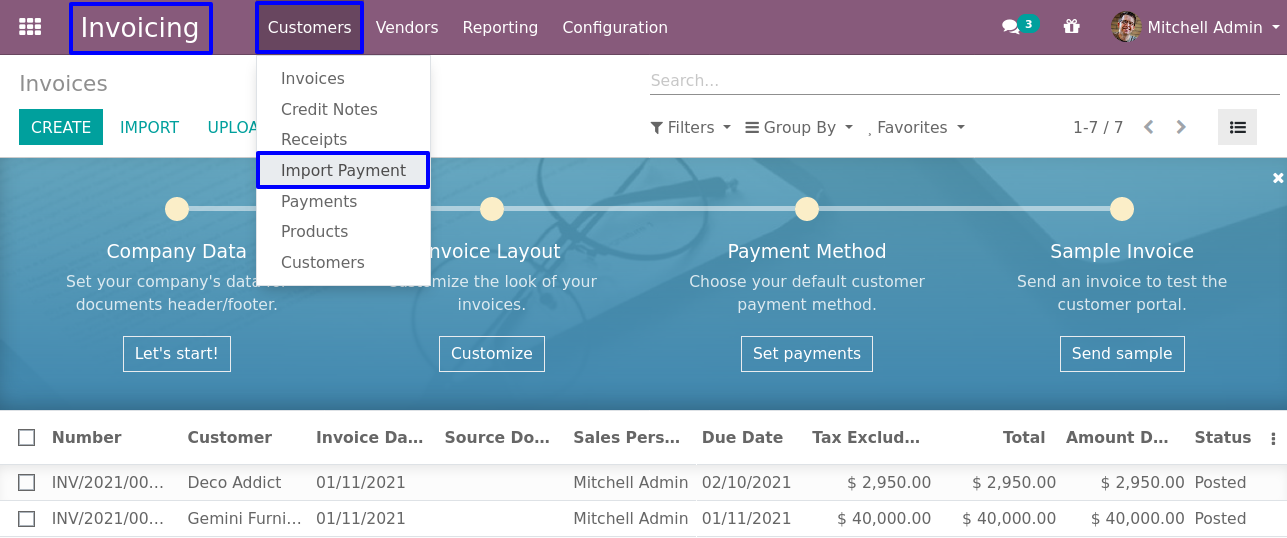 Invoicing Customers Vendors Reporting Configuration 3 Mitchell Admin
Invoices
Search...
CREATE IMPORT UPLOA
Filters Group By Favorites 1-7 / 7
Invoices
Credit Notes
Receipts
Import Payment
Payments
Products
Customers
Company Data
Set your company's data
documents header/footer.
Let's start!
nvoice Layout
mize the look of your
invoices.
Customize
Payment Method
Choose your default customer
payment method.
Set payments
Sample Invoice
Send an invoice to test the
customer portal.
Send sample
Number Customer Invoice Da... Source Do... Sales Pers... Due Date Tax Exclud... Total Amount D... Status
INV/2021/00... Deco Addict 01/11/2021 Mitchell Admin 02/10/2021 $ 2,950.00 $ 2,950.00 $ 2,950.00 Posted
INV/2021/00... Gemini Furni... 01/11/2021 Mitchell Admin 01/11/2021 $ 40,000.00 $ 40,000.00 $ 40,000.00 Posted